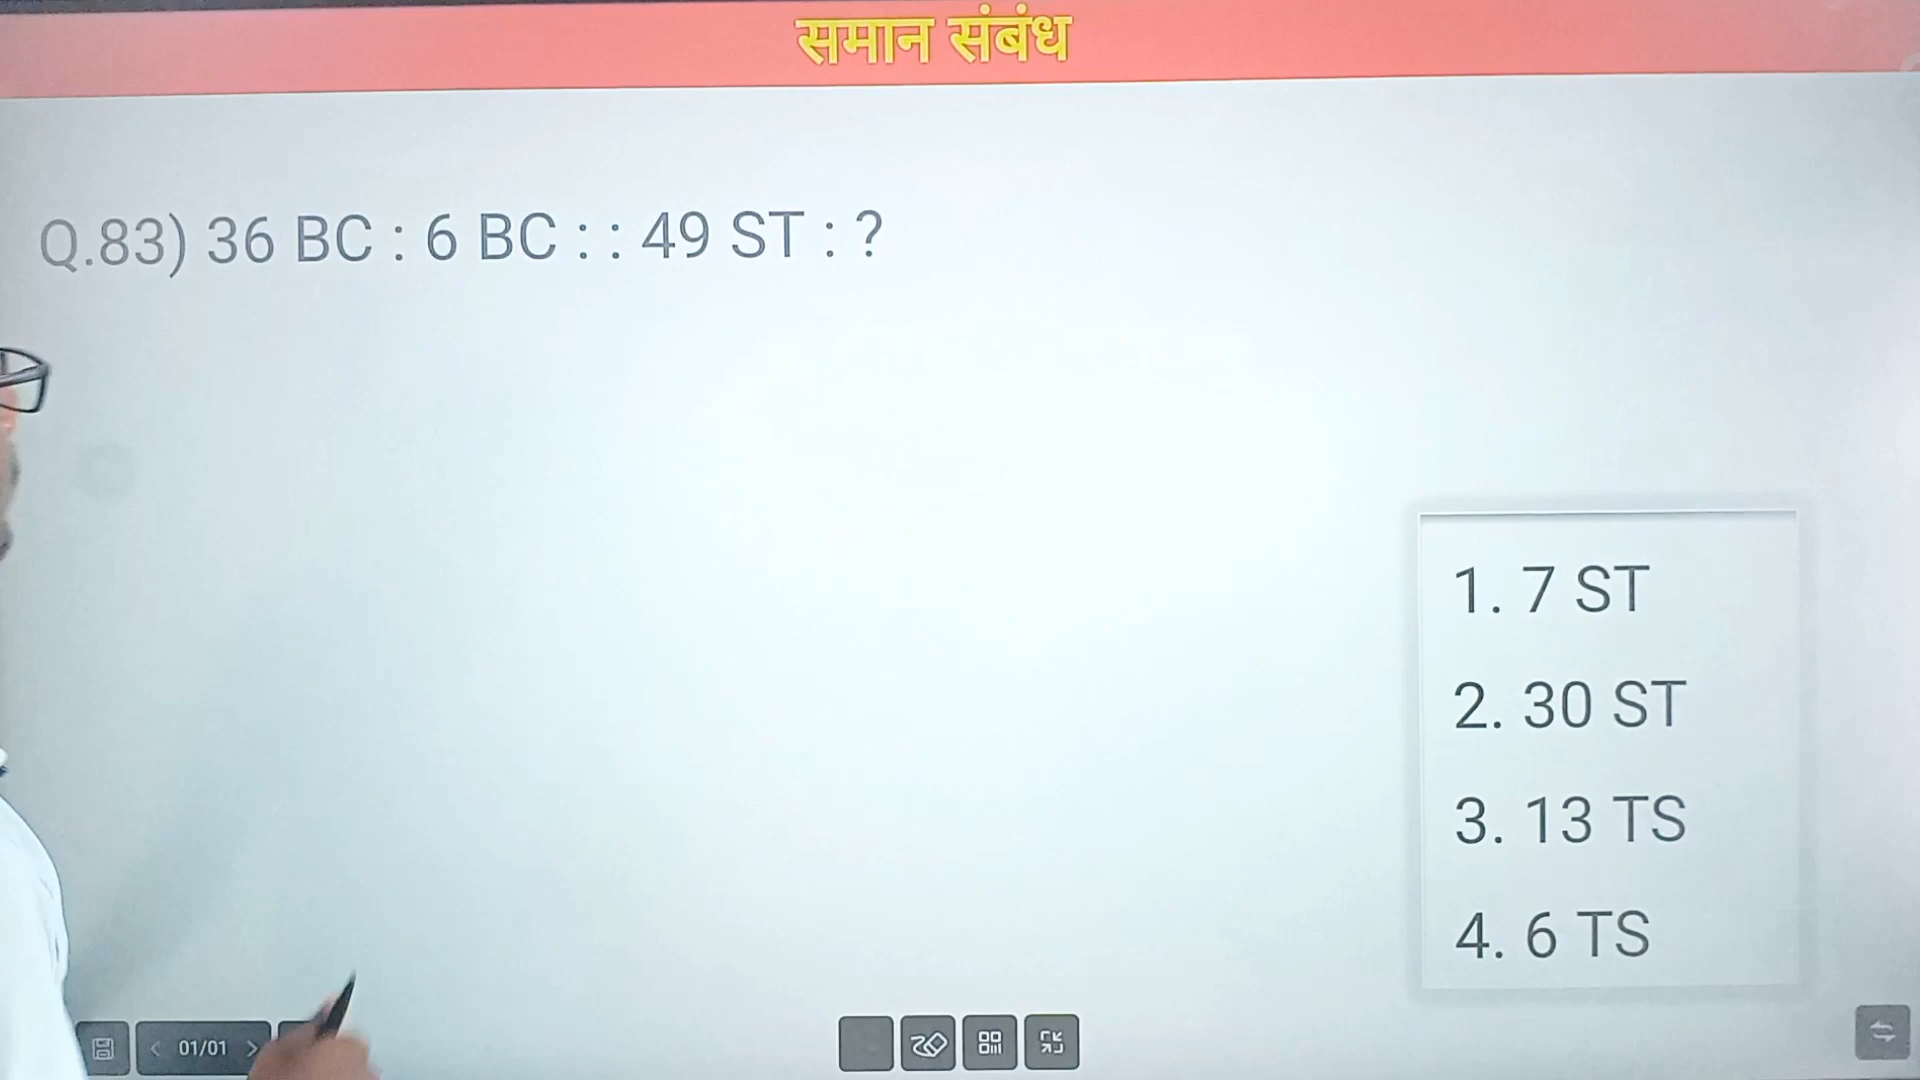 समान संबंध
Q.83) 36 BC : 6 BC : : 49 ST : ?
1. 7 ST
2. 30 ST
3. 13 TS
4. 6 TS
01/01